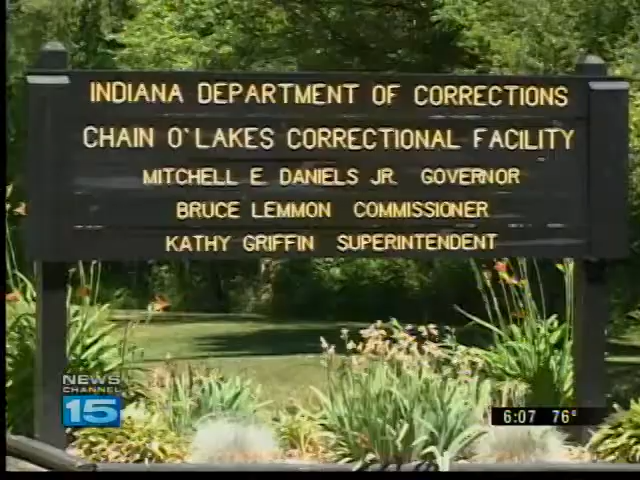 INDIANA DEPARTMENT OF CORRECTIONS
CHAIN O'LAKES CORRECTIONAL FACILITY
MITCHELL E. DANIELS JR. GOVERNOR
BRUCE LEMMON COMMISSIONER
KATHY GRIFFIN SUPERINTENDENT
NEWS
CHANNEL
15
6:07 76°